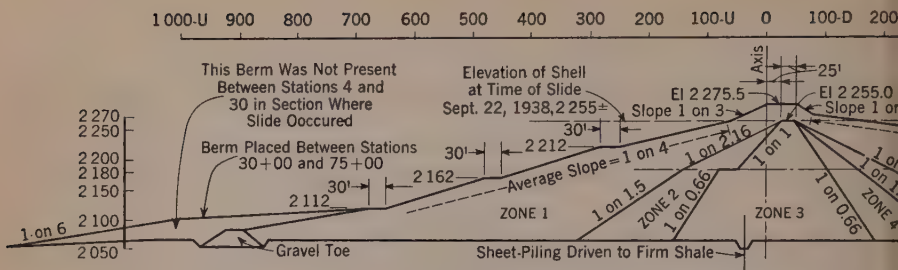 1 000-U 900 800 700 600 500 400 300 200 100-U 0 100-D 200
This Berm Was Not Present
Between Stations 4 and
30 in Section Where
Slide Ooccurred
Berm Placed Between Stations
30+00 and 75+00
Elevation of Shell
at Time of Slide
Sept. 22, 1938, 2 255±
Axis
25'
El 2 275.5
El 2 255.0
Slope 1 on 3
Slope 1 on
2 270
2 250
2 200
2 180
2 150
2 100
2 050
30'
2 212
30'
2 162
30'
2 112
Average Slope = 1 on 4
1 on 2.16
1 on 1
1 on 1.5
1 on 0.66
1 on 0.66
1 on 6
ZONE 1
ZONE 2
ZONE 3
ZONE 4
Gravel Toe
Sheet-Piling Driven to Firm Shale